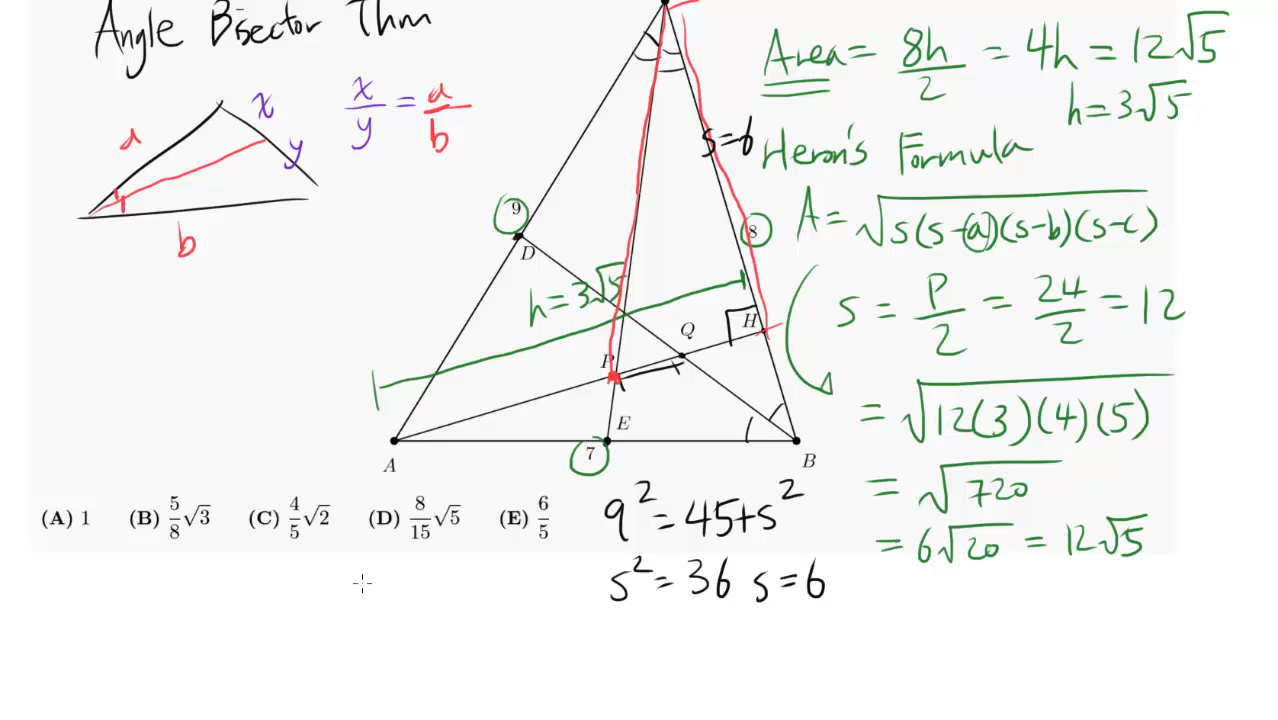 Angle Bisector Thm
x/y = a/b
a
x
y
b
Area = 8h/2 = 4h = 12√5
h = 3√5
s=6
Heron's Formula
A = √s(s-a)(s-b)(s-c)
s = P/2 = 24/2 = 12
= √12(3)(4)(5)
= √720
= 6√20 = 12√5
9
D
8
h = 3√5
Q
H
P
E
A
7
B
(A) 1 (B) 5/8√3 (C) 4/5√2 (D) 8/15√5 (E) 6/5
9² = 45+s²
s² = 36 s = 6